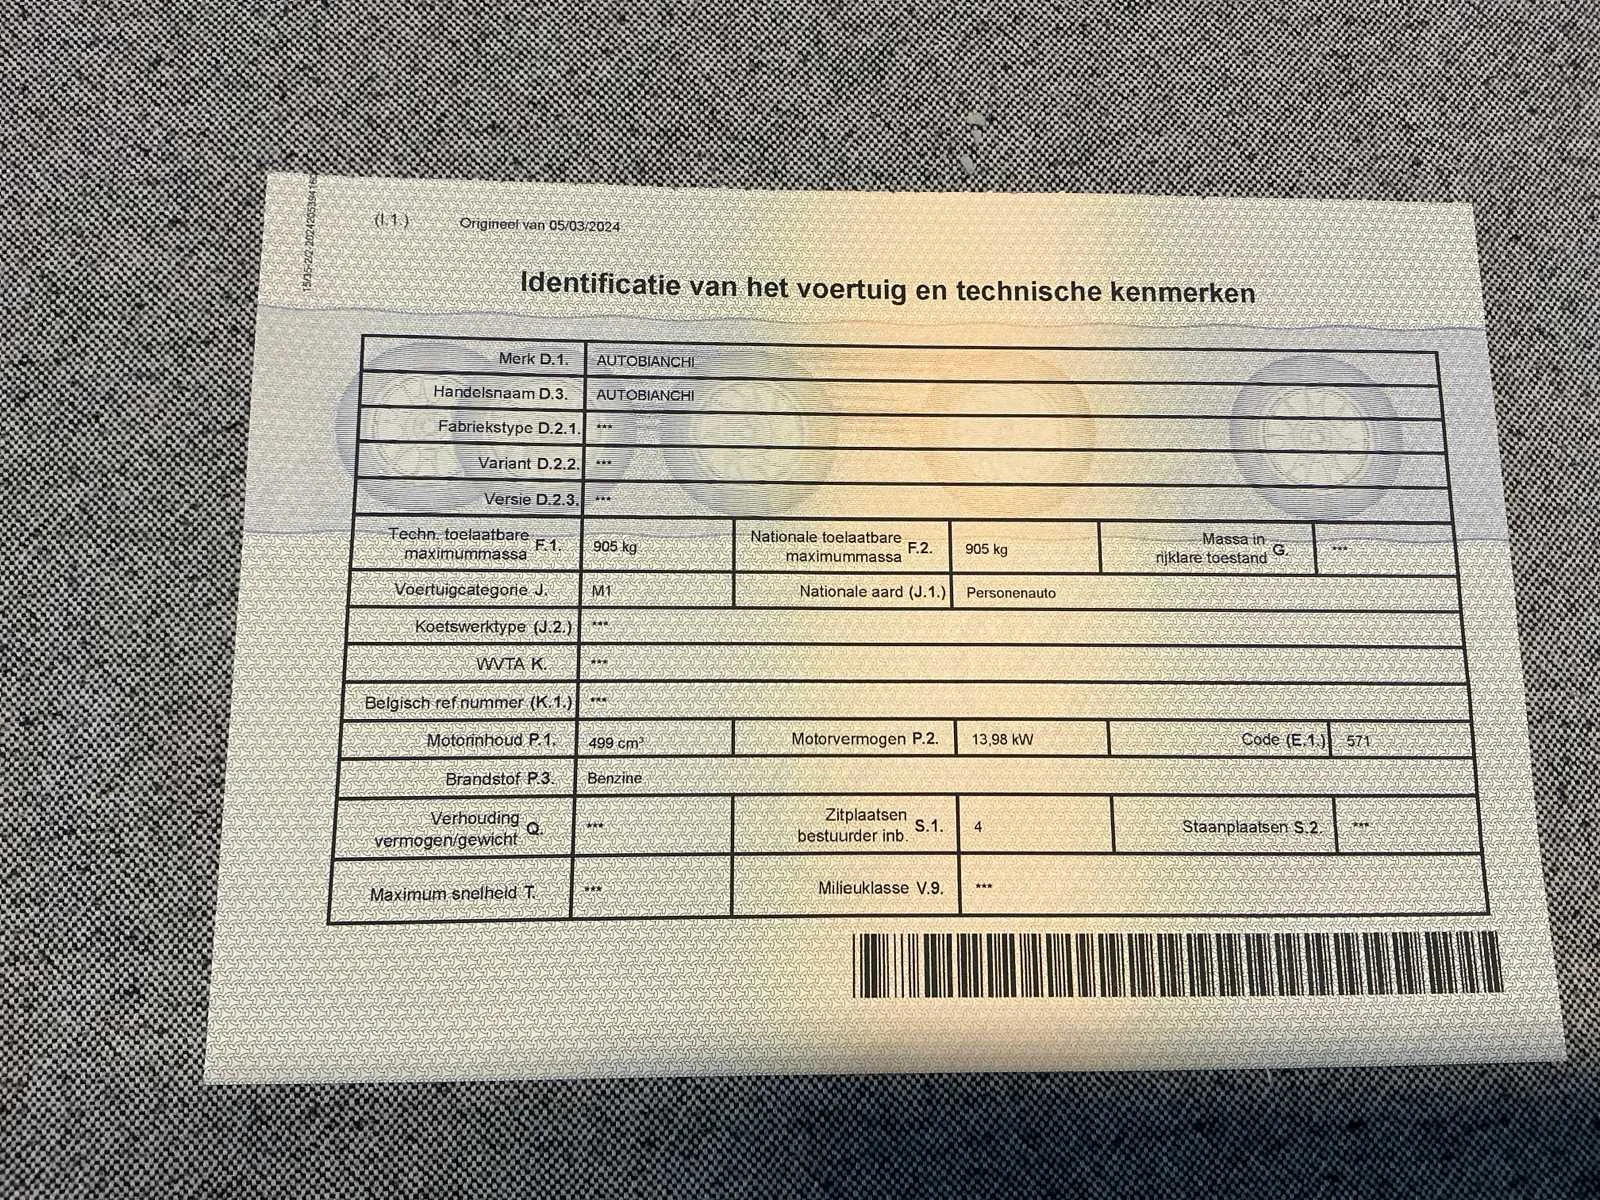 (I.1.) Origineel van 05/03/2024
Identificatie van het voertuig en technische kenmerken
Merk D.1. AUTOBIANCHI
Handelsnaam D.3. AUTOBIANCHI
Fabriekstype D.2.1. ***
Variant D.2.2. ***
Versie D.2.3. ***
Techn. toelaatbare maximummassa F.1. 905 kg Nationale toelaatbare maximummassa F.2. 905 kg Massa in rijklare toestand G. ***
Voertuigcategorie J. M1 Nationale aard (J.1.) Personenauto
Koetswerktype (J.2.) ***
WVTA K. ***
Belgisch ref.nummer (K.1.) ***
Motorinhoud P.1. 499 cm³ Motorvermogen P.2. 13,98 kW Code (E.1.) 571
Brandstof P.3. Benzine
Verhouding vermogen/gewicht Q. *** Zitplaatsen bestuurder inb. S.1. 4 Staanplaatsen S.2. ***
Maximum snelheid T. *** Milieuklasse V.9. ***